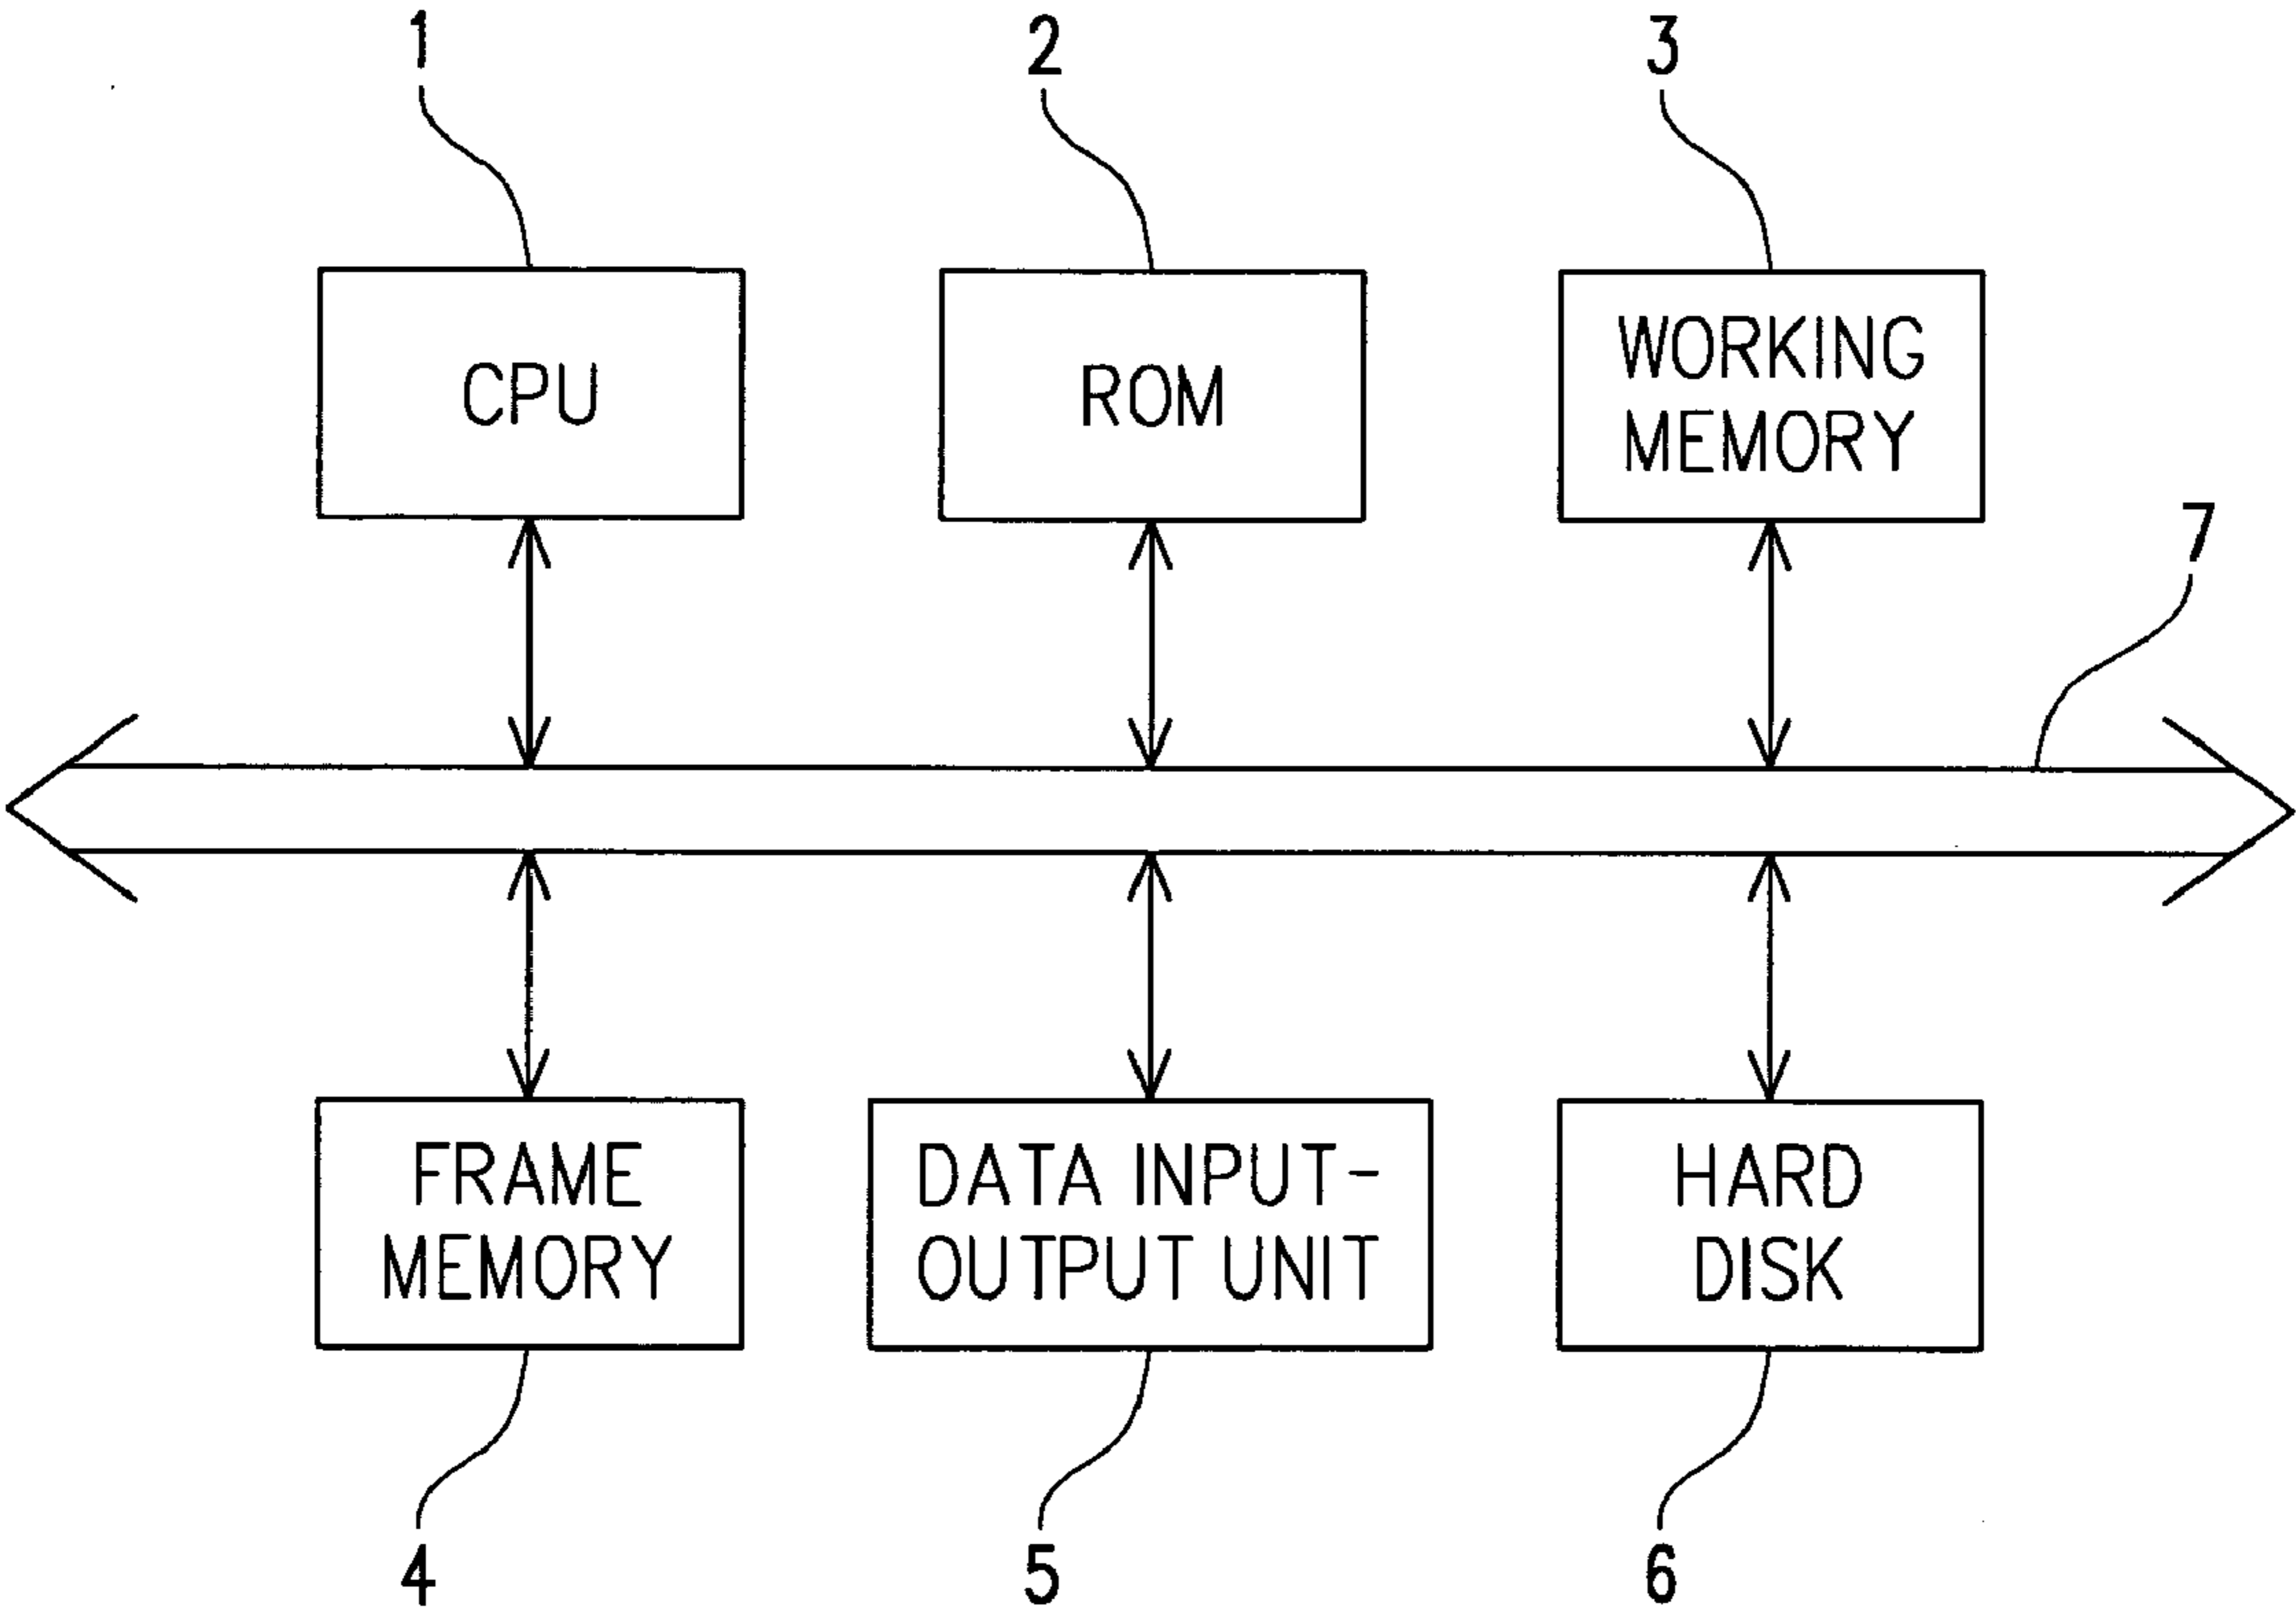 1
2
3
CPU
ROM
WORKING
MEMORY
7
FRAME
MEMORY
DATA INPUT-
OUTPUT UNIT
HARD
DISK
4
5
6